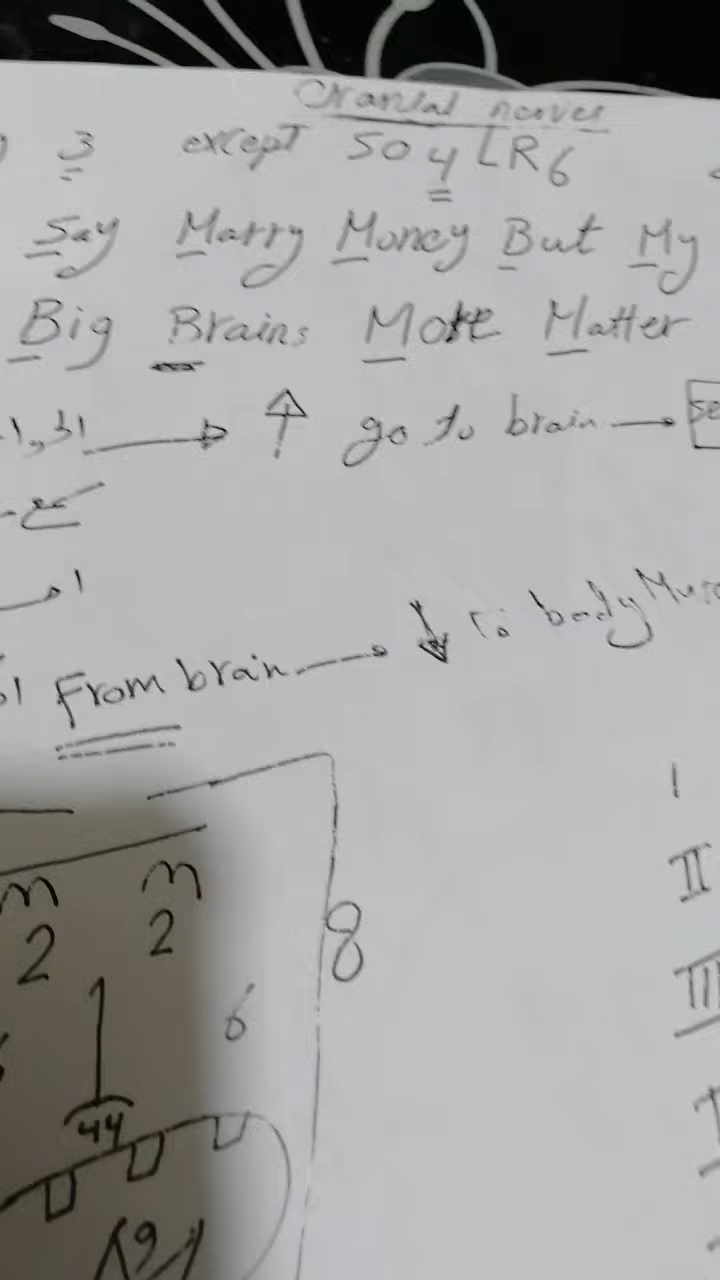 Cranial nerves
3 except SO4 LR6
Say Marry Money But My
Big Brains More Matter
go to brain
to body
From brain
I
II
III
m m
2 2
8
6
44